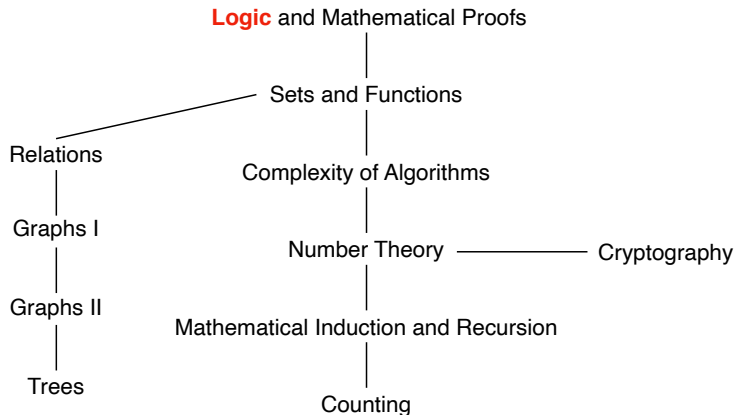 Logic and Mathematical Proofs
Sets and Functions
Relations
Complexity of Algorithms
Graphs I
Number Theory
Cryptography
Graphs II
Mathematical Induction and Recursion
Trees
Counting